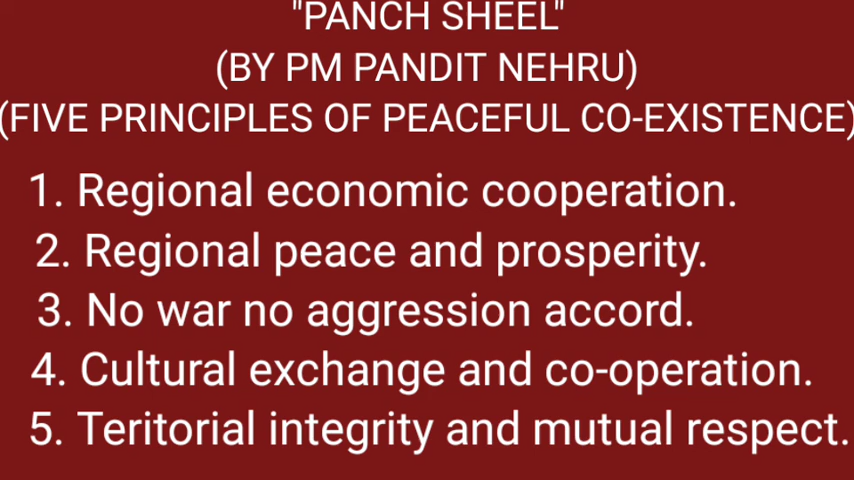 "PANCH SHEEL"
(BY PM PANDIT NEHRU)
(FIVE PRINCIPLES OF PEACEFUL CO-EXISTENCE)
1. Regional economic cooperation.
2. Regional peace and prosperity.
3. No war no aggression accord.
4. Cultural exchange and co-operation.
5. Teritorial integrity and mutual respect.